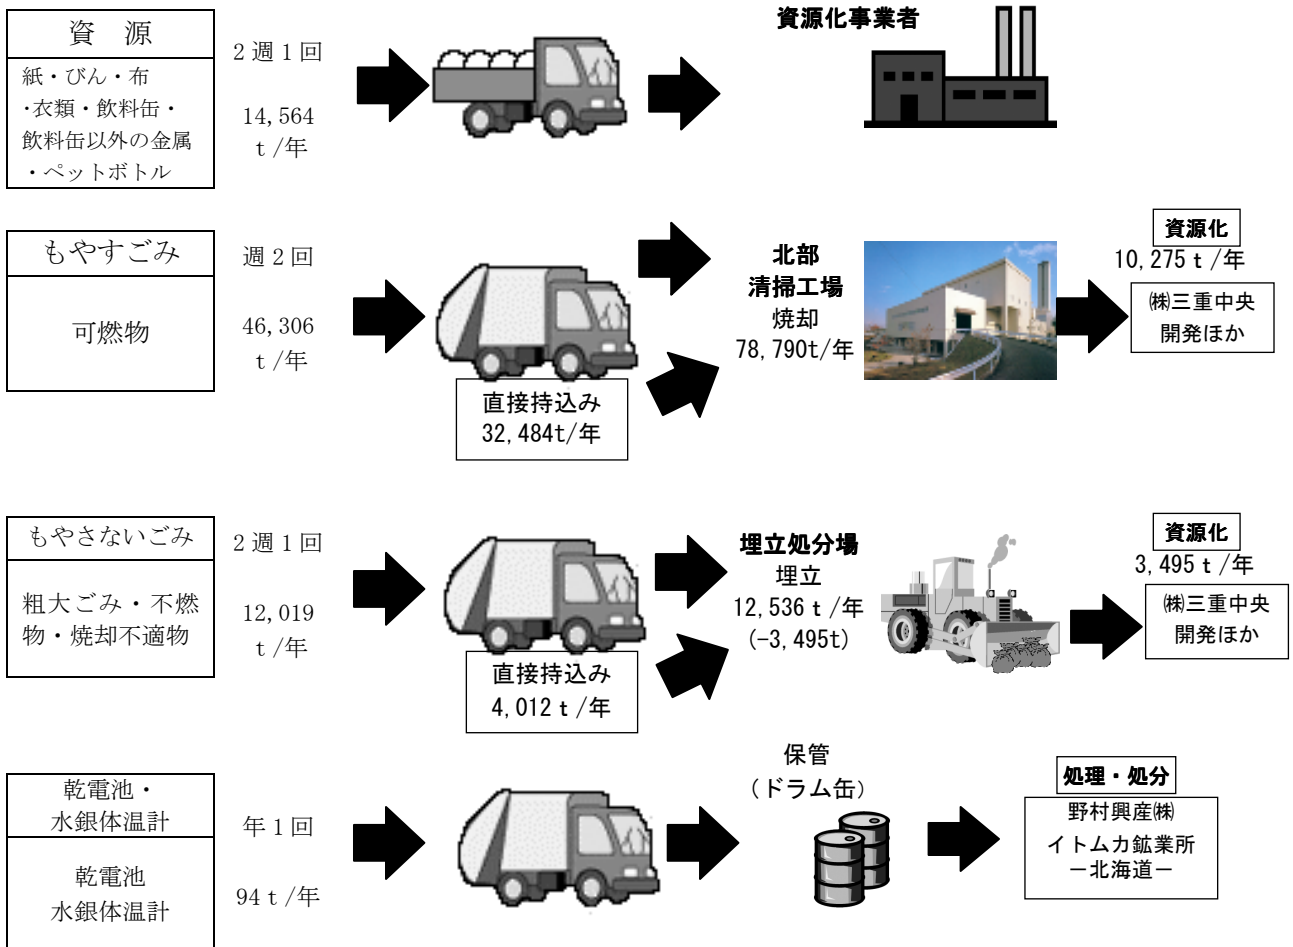 資　源
紙・びん・布
・衣類・飲料缶・
飲料缶以外の金属
・ペットボトル
2週1回
14,564
ｔ/年
資源化事業者
もやすごみ
可燃物
週2回
46,306
ｔ/年
直接持込み
32,484t/年
北部
清掃工場
焼却
78,790t/年
資源化
10,275ｔ/年
㈱三重中央
開発ほか
もやさないごみ
粗大ごみ・不燃
物・焼却不適物
2週1回
12,019
ｔ/年
直接持込み
4,012ｔ/年
埋立処分場
埋立
12,536ｔ/年
(-3,495t)
資源化
3,495ｔ/年
㈱三重中央
開発ほか
乾電池・
水銀体温計
乾電池
水銀体温計
年1回
94ｔ/年
保管
（ドラム缶）
処理・処分
野村興産㈱
イトムカ鉱業所
－北海道－